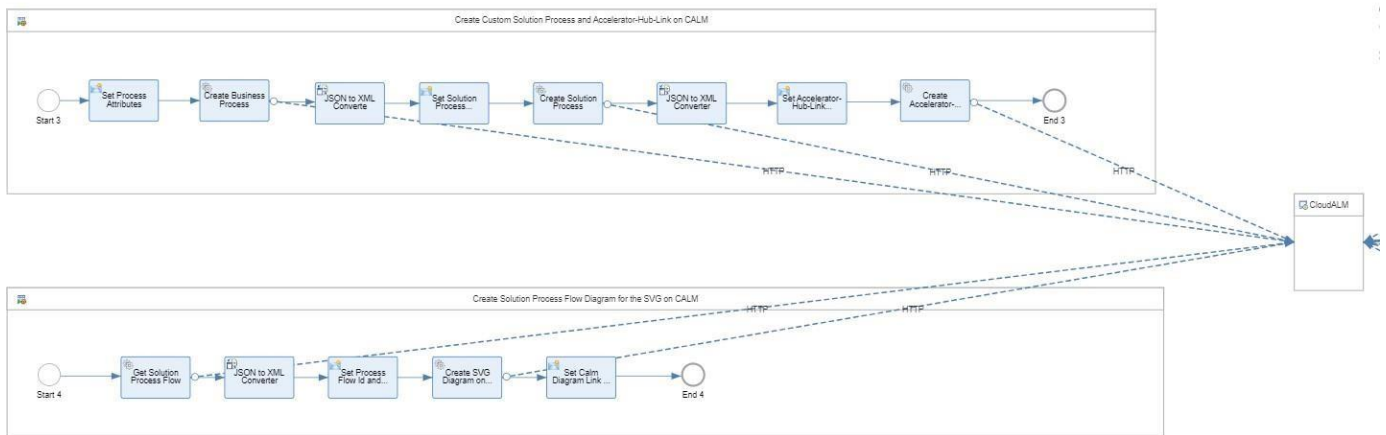 Create Custom Solution Process and Accelerator-Hub-Link on CALM
Set Process
Attributes
Create Business
Process
JSON to XML
Converte
Set Solution
Process...
Create Solution
Process
JSON to XML
Converter
Set Accelerator-
Hub-Link...
Create
Accelerator-...
Start 3
End 3
HTTP
HTTP
HTTP
CloudALM
Create Solution Process Flow Diagram for the SVG on CALM
HTTP
HTTP
Get Solution
Process Flow
JSON to XML
Converter
Set Process
Flow Id and...
Create SVG
Diagram on...
Set Calm
Diagram Link ...
Start 4
End 4